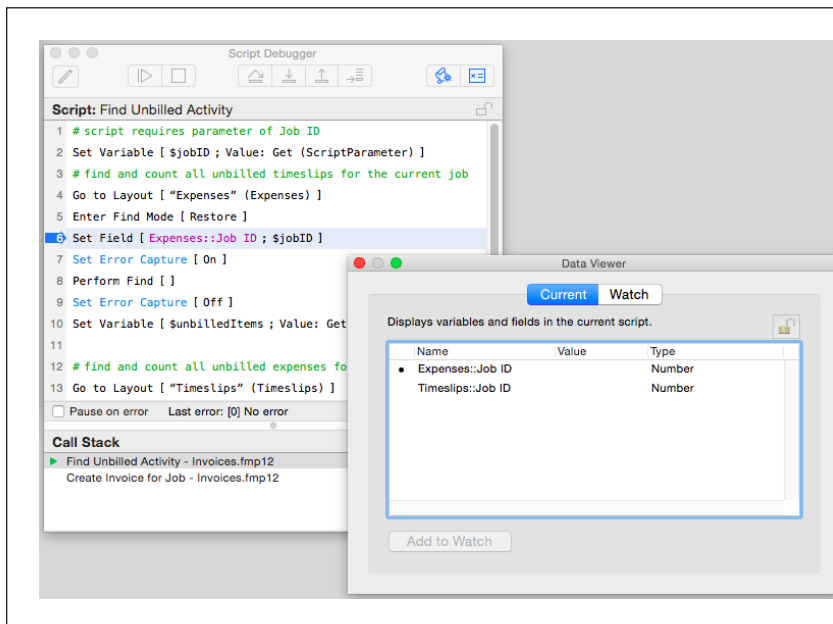 Script Debugger
Script: Find Unbilled Activity
1 # script requires parameter of Job ID
2 Set Variable [ $jobID ; Value: Get (ScriptParameter) ]
3 # find and count all unbilled timeslips for the current job
4 Go to Layout [ “Expenses” (Expenses) ]
5 Enter Find Mode [ Restore ]
6 Set Field [ Expenses::Job ID ; $jobID ]
7 Set Error Capture [ On ]
8 Perform Find [ ]
9 Set Error Capture [ Off ]
10 Set Variable [ $unbilledItems ; Value: Get
11
12 # find and count all unbilled expenses fo
13 Go to Layout [ “Timeslips” (Timeslips) ]
Pause on error Last error: [0] No error
Call Stack
Find Unbilled Activity - Invoices.fmp12
Create Invoice for Job - Invoices.fmp12
Data Viewer
Current Watch
Displays variables and fields in the current script.
Name Value Type
• Expenses::Job ID Number
Timeslips::Job ID Number
Add to Watch